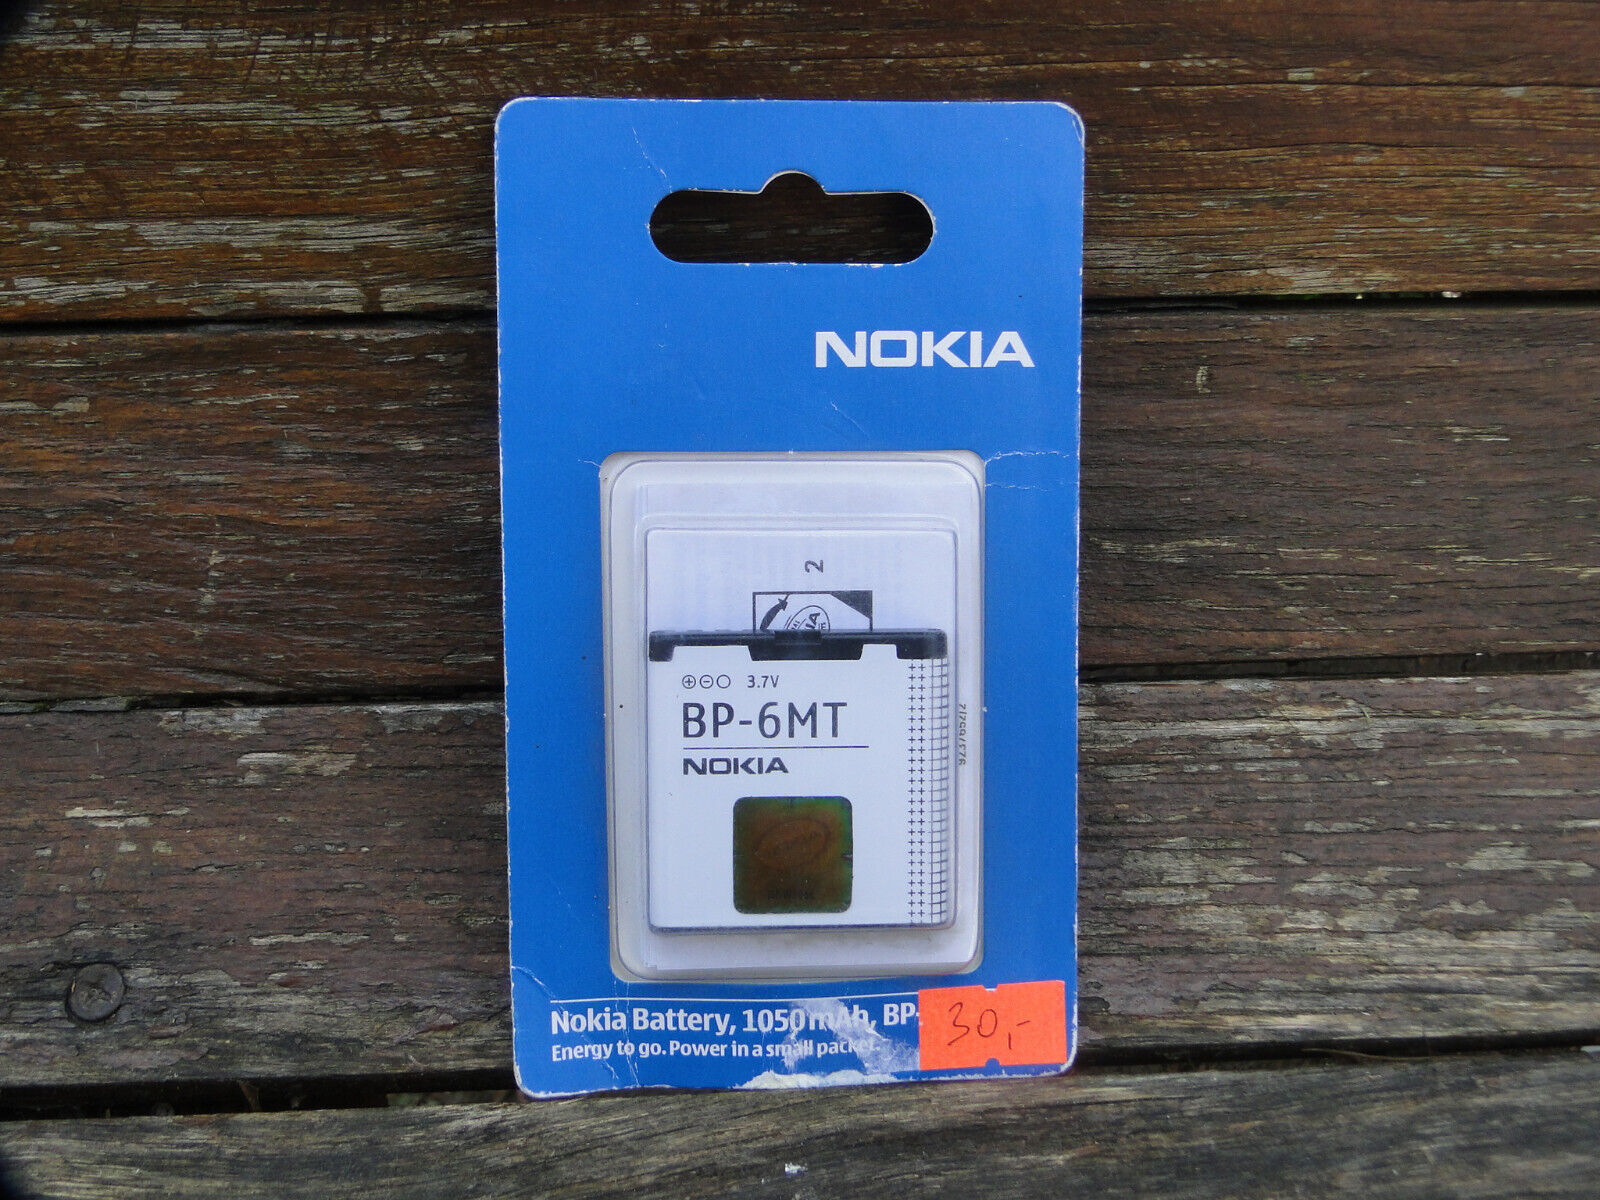 NOKIA
2
3.7V
BP-6MT
NOKIA
Nokia Battery, 1050 mAh, BP-
30,-
Energy to go. Power in a small packet.